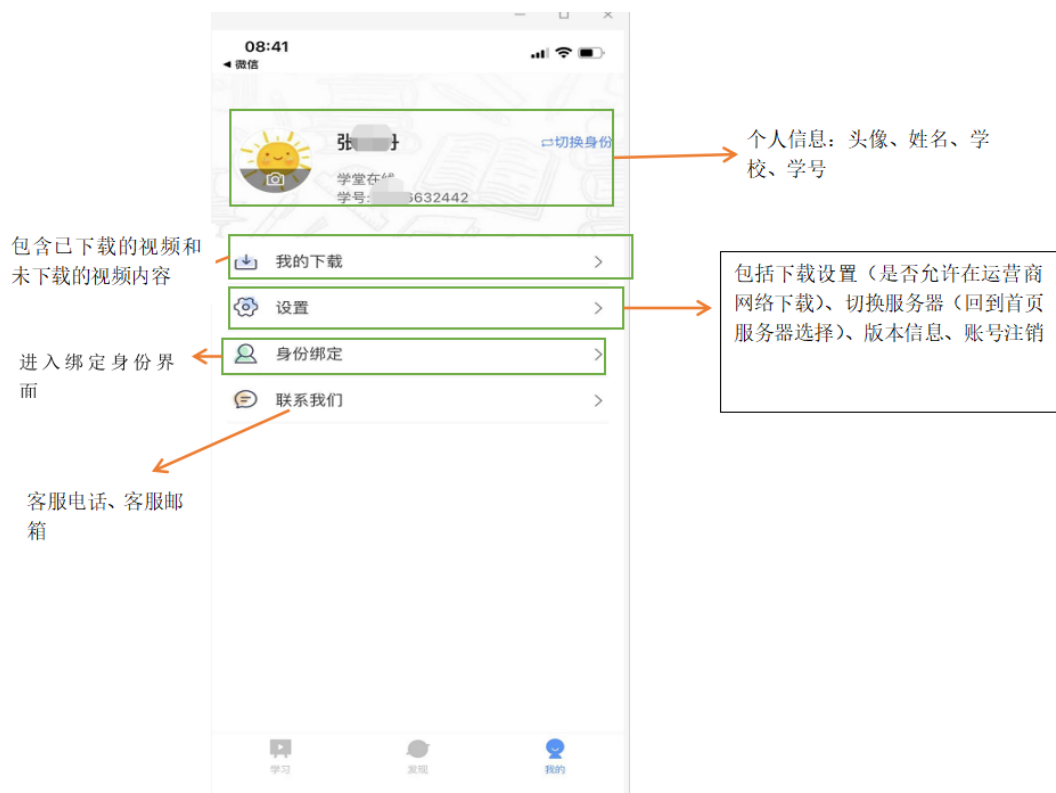 08:41
微信
张
切换身份
学堂在线
学号: 6632442
个人信息：头像、姓名、学
校、学号
包含已下载的视频和
未下载的视频内容
我的下载
设置
包括下载设置（是否允许在运营商
网络下载）、切换服务器（回到首页
服务器选择）、版本信息、账号注销
进入绑定身份界
面
身份绑定
联系我们
客服电话、客服邮
箱
学习
发现
我的